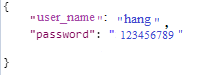 {
"user_name": "hang ",
"password": " 123456789 "
}